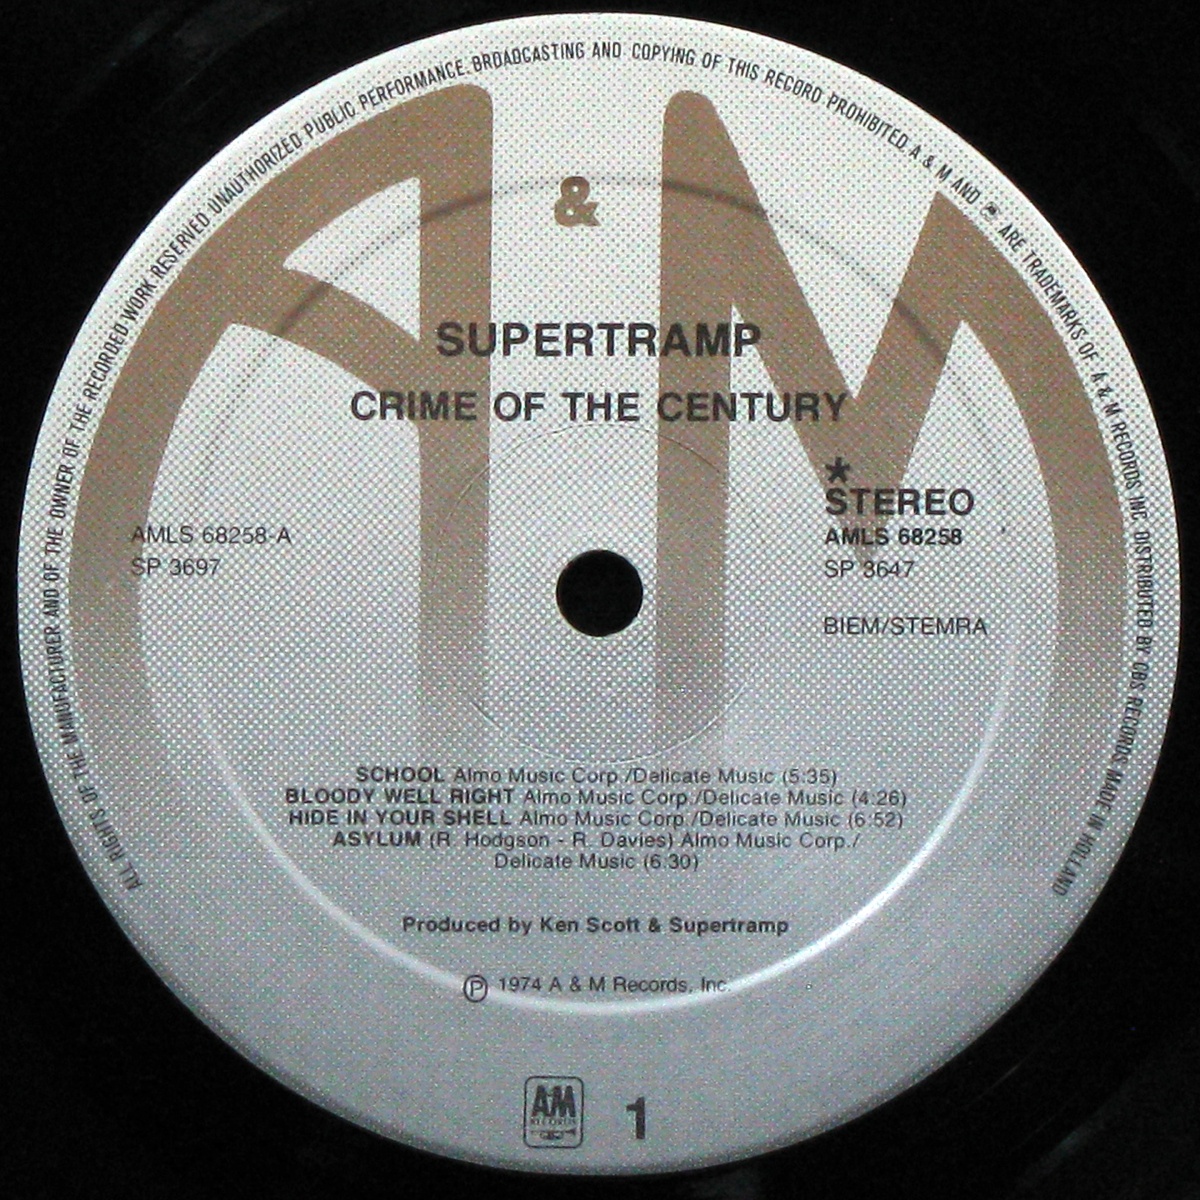 ALL RIGHTS OF THE MANUFACTURER AND OF THE OWNER OF THE RECORDED WORK RESERVED UNAUTHORIZED PUBLIC PERFORMANCE. BROADCASTING AND COPYING OF THIS RECORD PROHIBITED A & M AND ARE TRADEMARKS OF A & M RECORDS INC. DISTRIBUTED BY CBS RECORDS. MADE IN HOLLAND
A & M
SUPERTRAMP
CRIME OF THE CENTURY
★
STEREO
AMLS 68258-A
AMLS 68258
SP 3697
SP 3647
BIEM/STEMRA
SCHOOL Almo Music Corp./Delicate Music (5:35)
BLOODY WELL RIGHT Almo Music Corp./Delicate Music (4:26)
HIDE IN YOUR SHELL Almo Music Corp./Delicate Music (6:52)
ASYLUM (R. Hodgson - R. Davies) Almo Music Corp./
Delicate Music (6:30)
Produced by Ken Scott & Supertramp
Ⓟ 1974 A & M Records, Inc.
AM
RECORDS
1